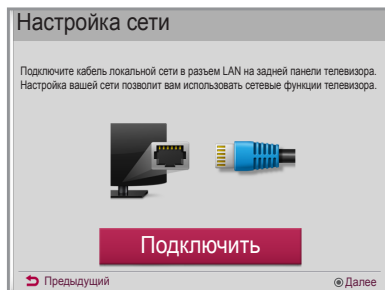 Настройка сети
Подключите кабель локальной сети в разъем LAN на задней панели телевизора.
Настройка вашей сети позволит вам использовать сетевые функции телевизора.
Подключить
Предыдущий
Далее